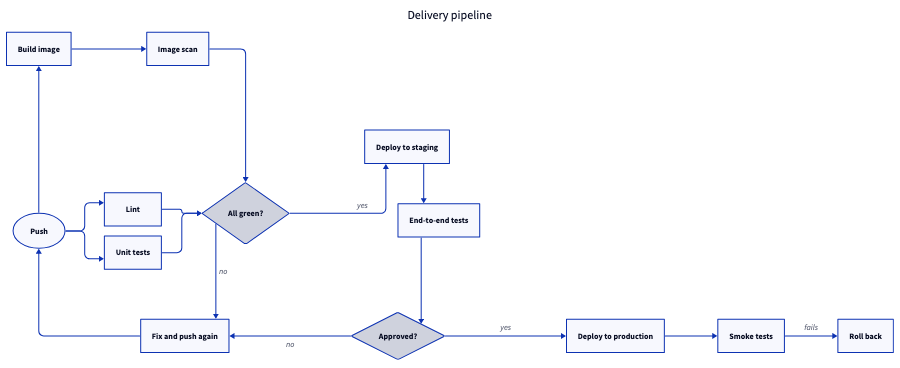 Delivery pipeline
Build image
Image scan
Deploy to staging
Lint
All green?
yes
End-to-end tests
Push
Unit tests
no
Fix and push again
no
Approved?
yes
Deploy to production
Smoke tests
fails
Roll back